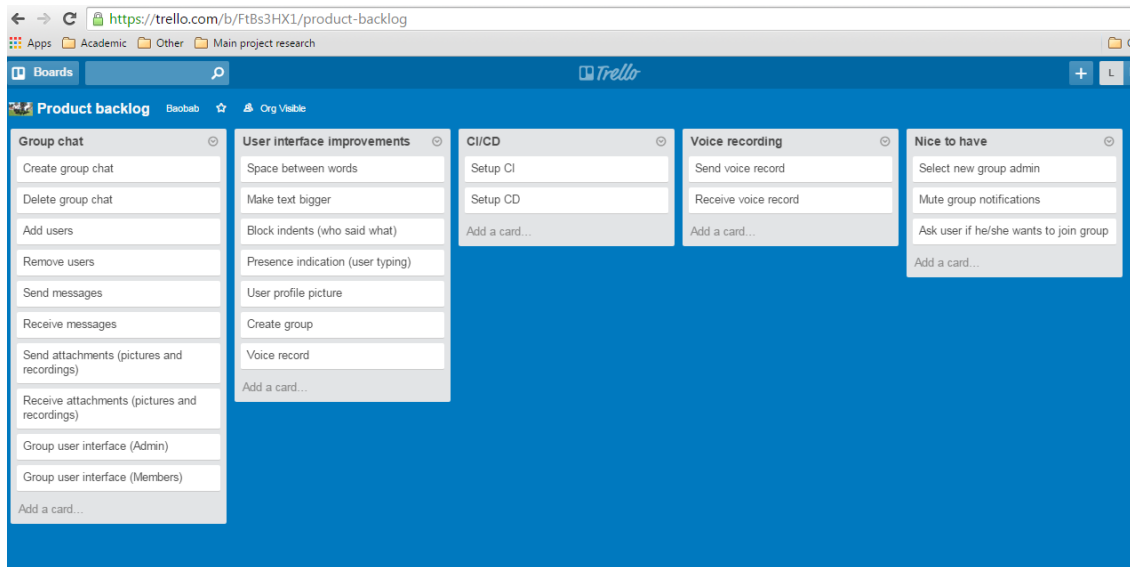 https://trello.com/b/FtBs3HX1/product-backlog
Apps Academic Other Main project research
Boards Trello + L
Product backlog Baobab Org Visible
Group chat
Create group chat
Delete group chat
Add users
Remove users
Send messages
Receive messages
Send attachments (pictures and
recordings)
Receive attachments (pictures and
recordings)
Group user interface (Admin)
Group user interface (Members)
Add a card...
User interface improvements
Space between words
Make text bigger
Block indents (who said what)
Presence indication (user typing)
User profile picture
Create group
Voice record
Add a card...
CI/CD
Setup CI
Setup CD
Add a card...
Voice recording
Send voice record
Receive voice record
Add a card...
Nice to have
Select new group admin
Mute group notifications
Ask user if he/she wants to join group
Add a card...